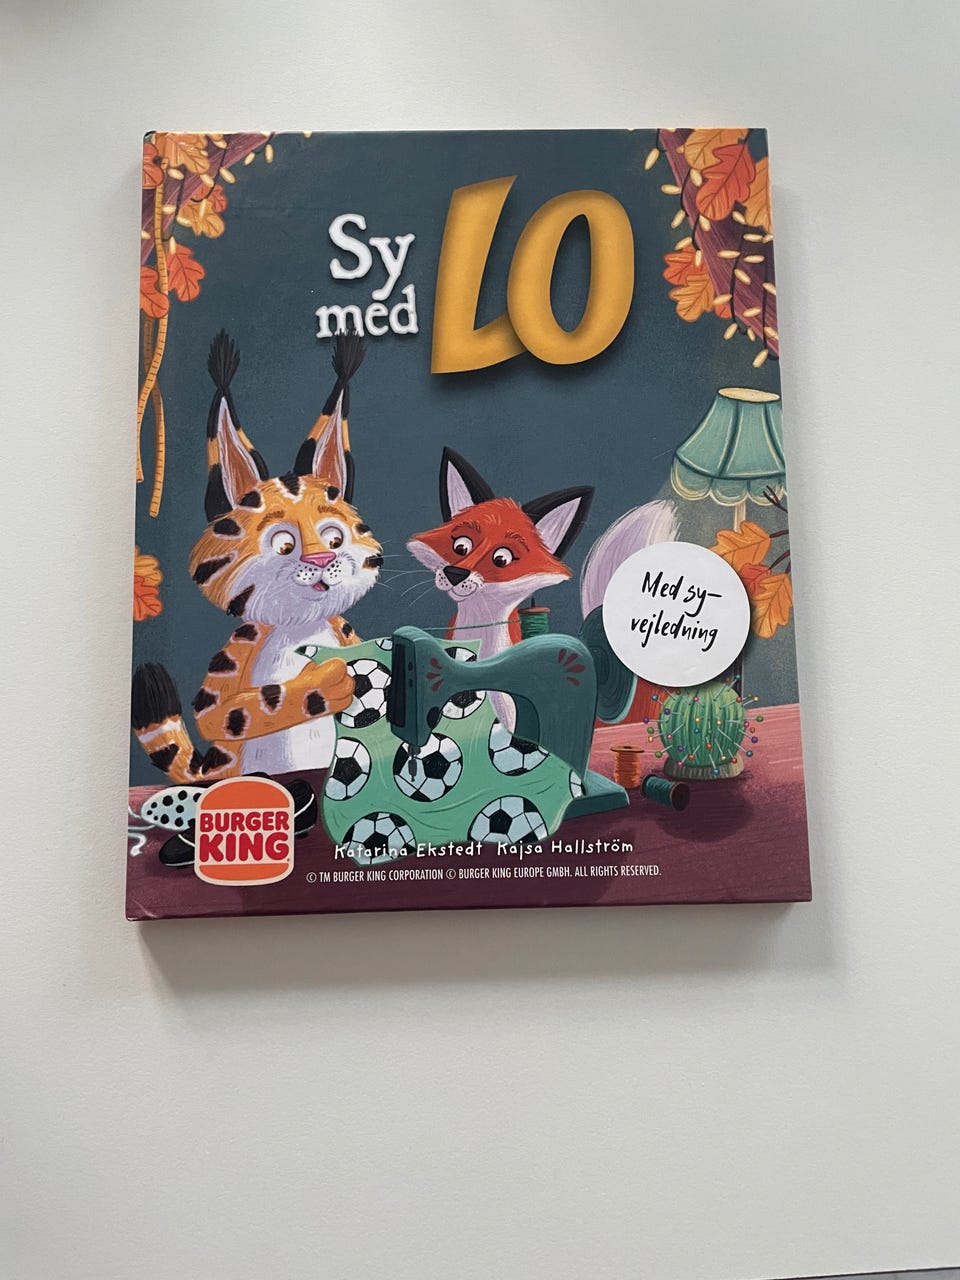 Sy
med
LO
Med sy-
vejledning
BURGER
KING
Katarina Ekstedt Kajsa Hallström
© TM BURGER KING CORPORATION © BURGER KING EUROPE GMBH. ALL RIGHTS RESERVED.